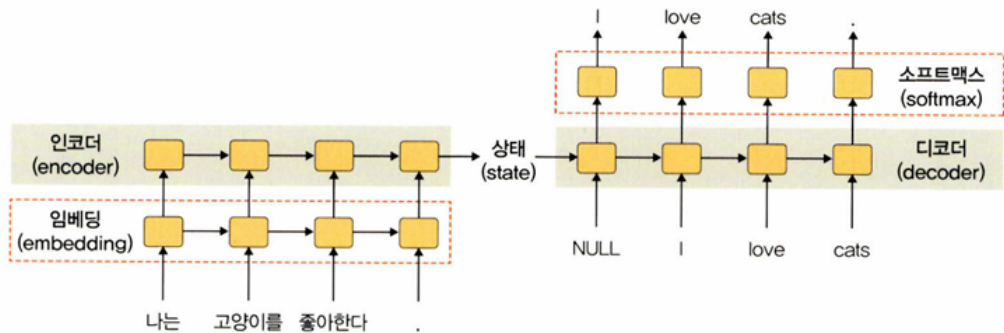 I love cats .
소프트맥스
(softmax)
인코더
(encoder)
상태
(state)
디코더
(decoder)
임베딩
(embedding)
NULL I love cats
나는 고양이를 좋아한다 .